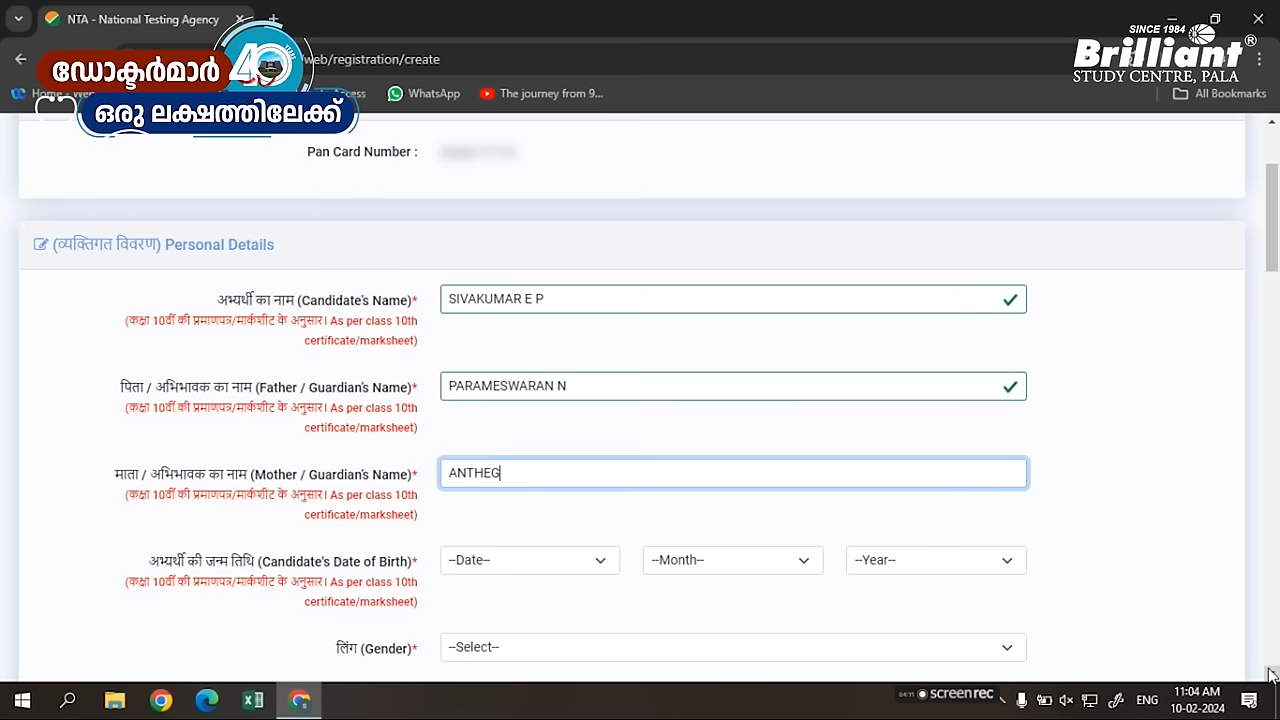 NTA - National Testing Agency
SINCE 1984
Brilliant®
STUDY CENTRE, PALA
ഡോക്ടർമാർ 40
ഒരു ലക്ഷത്തിലേക്ക്
/web/registration/create
WhatsApp
The journey from 9...
All Bookmarks
Pan Card Number :
(व्यक्तिगत विवरण) Personal Details
अभ्यर्थी का नाम (Candidate's Name)* SIVAKUMAR E P
(कक्षा 10वीं की प्रमाणपत्र/मार्कशीट के अनुसार। As per class 10th
certificate/marksheet)
पिता / अभिभावक का नाम (Father / Guardian's Name)* PARAMESWARAN N
(कक्षा 10वीं की प्रमाणपत्र/मार्कशीट के अनुसार। As per class 10th
certificate/marksheet)
माता / अभिभावक का नाम (Mother / Guardian's Name)* ANTHEG
(कक्षा 10वीं की प्रमाणपत्र/मार्कशीट के अनुसार। As per class 10th
certificate/marksheet)
अभ्यर्थी की जन्म तिथि (Candidate's Date of Birth)* --Date-- --Month-- --Year--
(कक्षा 10वीं की प्रमाणपत्र/मार्कशीट के अनुसार। As per class 10th
certificate/marksheet)
लिंग (Gender)* --Select--
04:11 screenrec
ENG
11:04 AM
10-02-2024